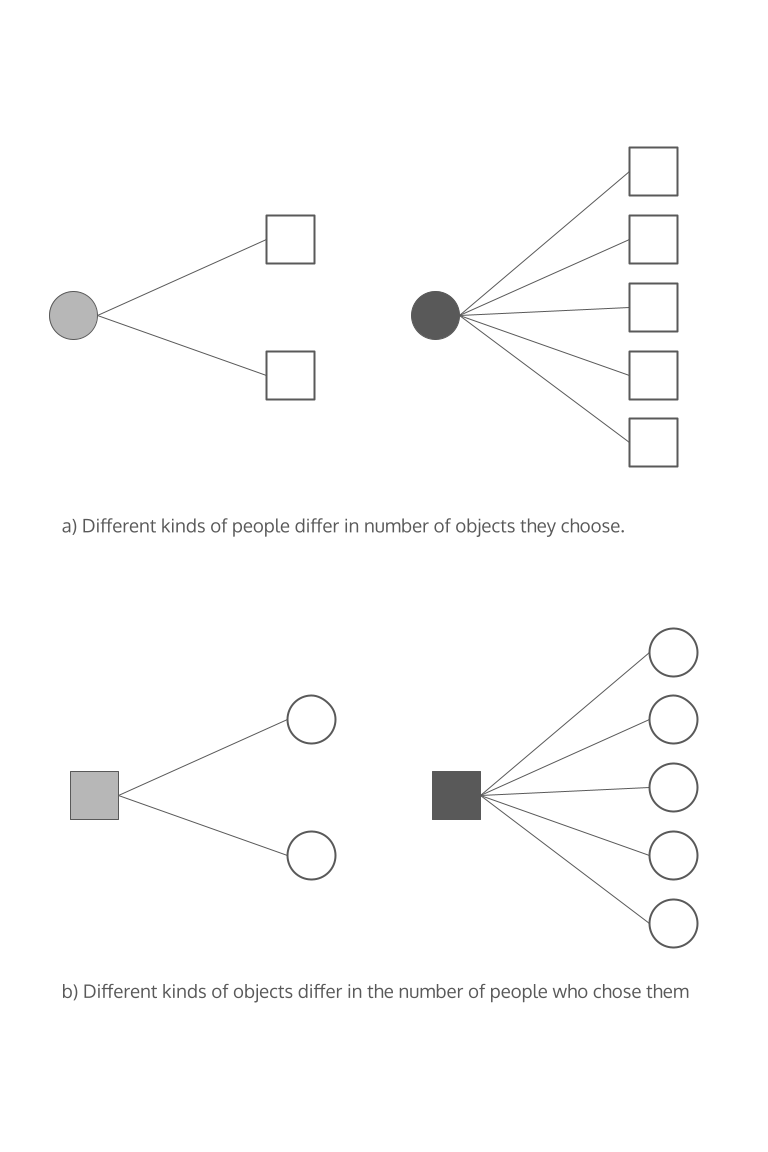 a) Different kinds of people differ in number of objects they choose.
b) Different kinds of objects differ in the number of people who chose them